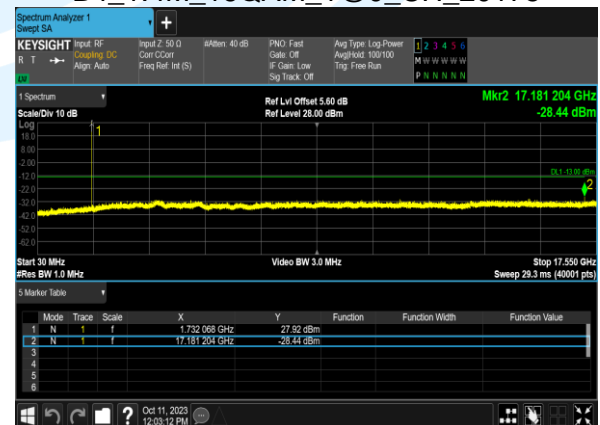 Spectrum Analyzer 1
Swept SA
+
KEYSIGHT Input: RF Input Z: 50 Ω #Atten: 40 dB PNO: Fast Avg Type: Log-Power 1 2 3 4 5 6
R T Coupling: DC Corr CCorr Gate: Off Avg|Hold: 100/100 M W W W W W
Align: Auto Freq Ref: Int (S) IF Gain: Low Trig: Free Run P N N N N N
Sig Track: Off
1 Spectrum Ref Lvl Offset 5.60 dB Mkr2 17.181 204 GHz
Scale/Div 10 dB Ref Level 28.00 dBm -28.44 dBm
Log
18.0 1
8.00
-2.00
-12.0 DL1 -13.00 dBm
-22.0 2
-32.0
-42.0
-52.0
-62.0
Start 30 MHz Video BW 3.0 MHz Stop 17.550 GHz
#Res BW 1.0 MHz Sweep 29.3 ms (40001 pts)
5 Marker Table
Mode Trace Scale X Y Function Function Width Function Value
1 N 1 f 1.732 068 GHz 27.92 dBm
2 N 1 f 17.181 204 GHz -28.44 dBm
3
4
5
6
? Oct 11, 2023
12:03:12 PM